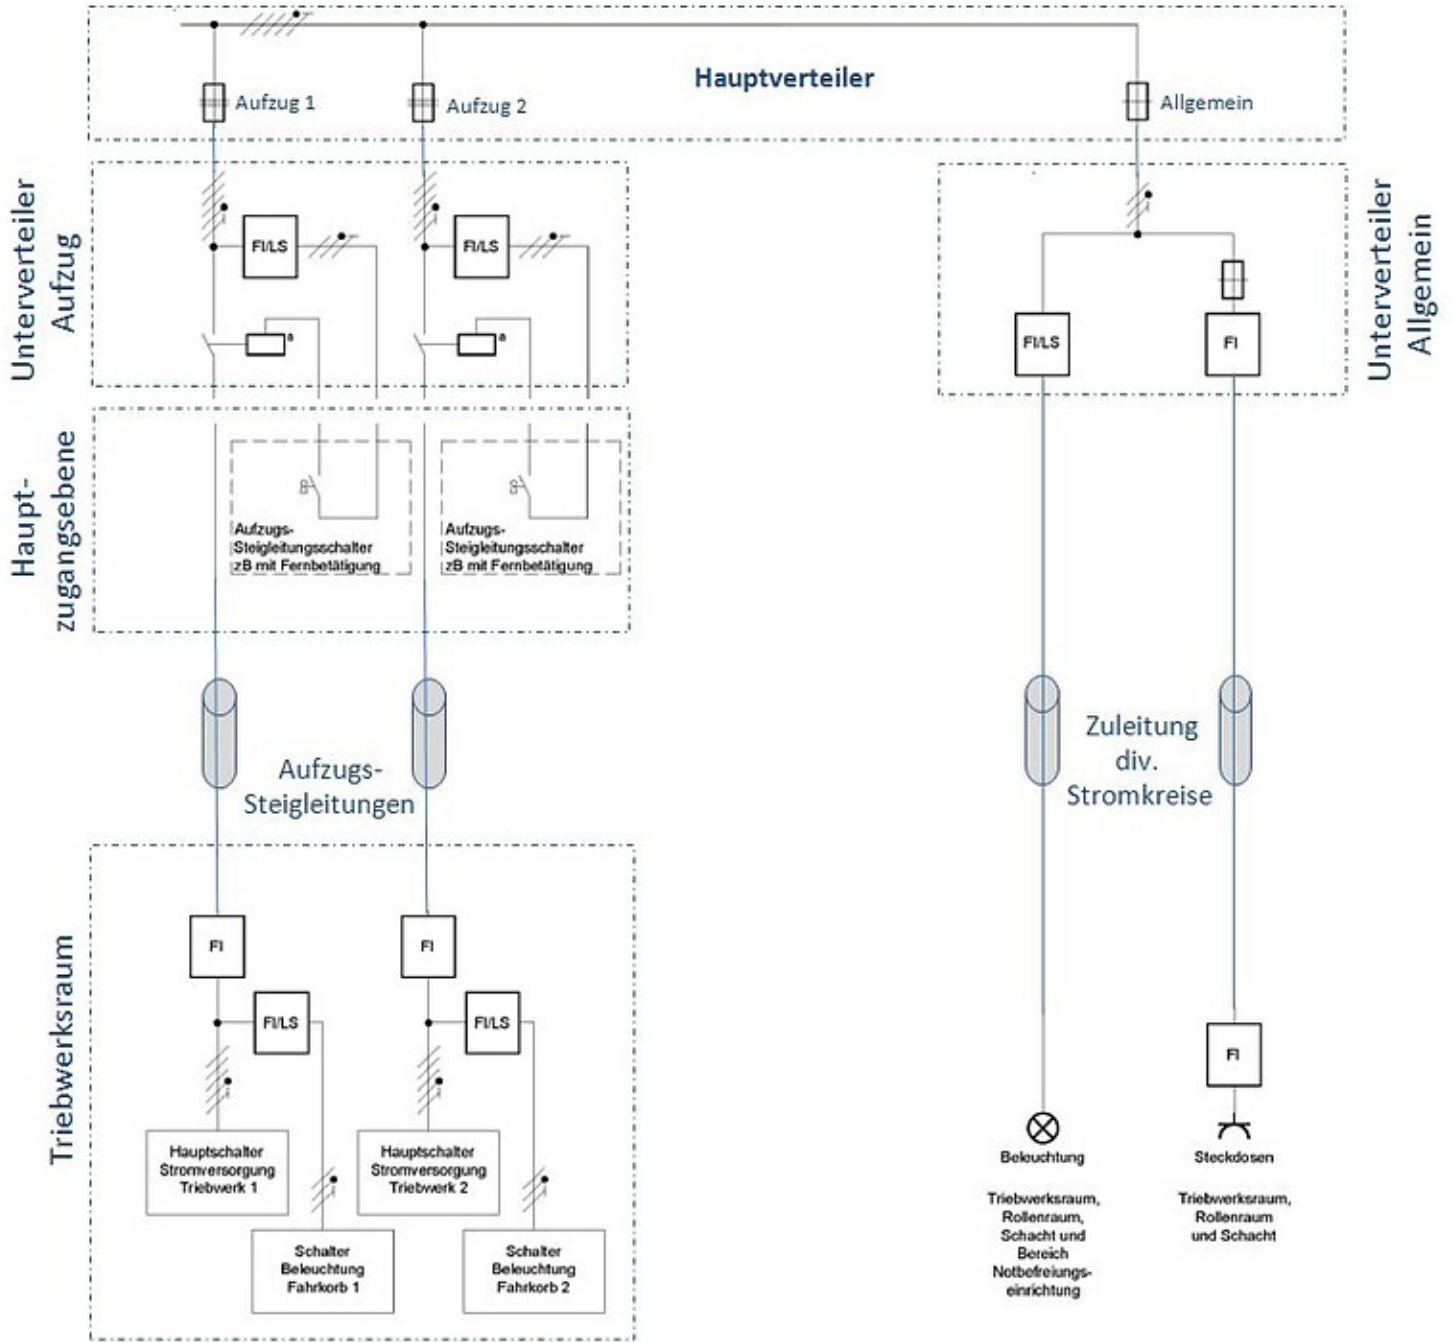 Hauptverteiler
Aufzug 1
Aufzug 2
Allgemein
Unterverteiler
Aufzug
FI/LS
FI/LS
a
a
Unterverteiler
Allgemein
FI/LS
FI
Haupt-
zugangsebene
Aufzugs-
Steigleitungsschalter
zB mit Fernbetätigung
Aufzugs-
Steigleitungsschalter
zB mit Fernbetätigung
Aufzugs-
Steigleitungen
Zuleitung
div.
Stromkreise
Triebwerksraum
FI
FI
FI/LS
FI/LS
Hauptschalter
Stromversorgung
Triebwerk 1
Hauptschalter
Stromversorgung
Triebwerk 2
Schalter
Beleuchtung
Fahrkorb 1
Schalter
Beleuchtung
Fahrkorb 2
FI
Beleuchtung
Triebwerksraum,
Rollenraum,
Schacht und
Bereich
Notbefreiungs-
einrichtung
Steckdosen
Triebwerksraum,
Rollenraum
und Schacht